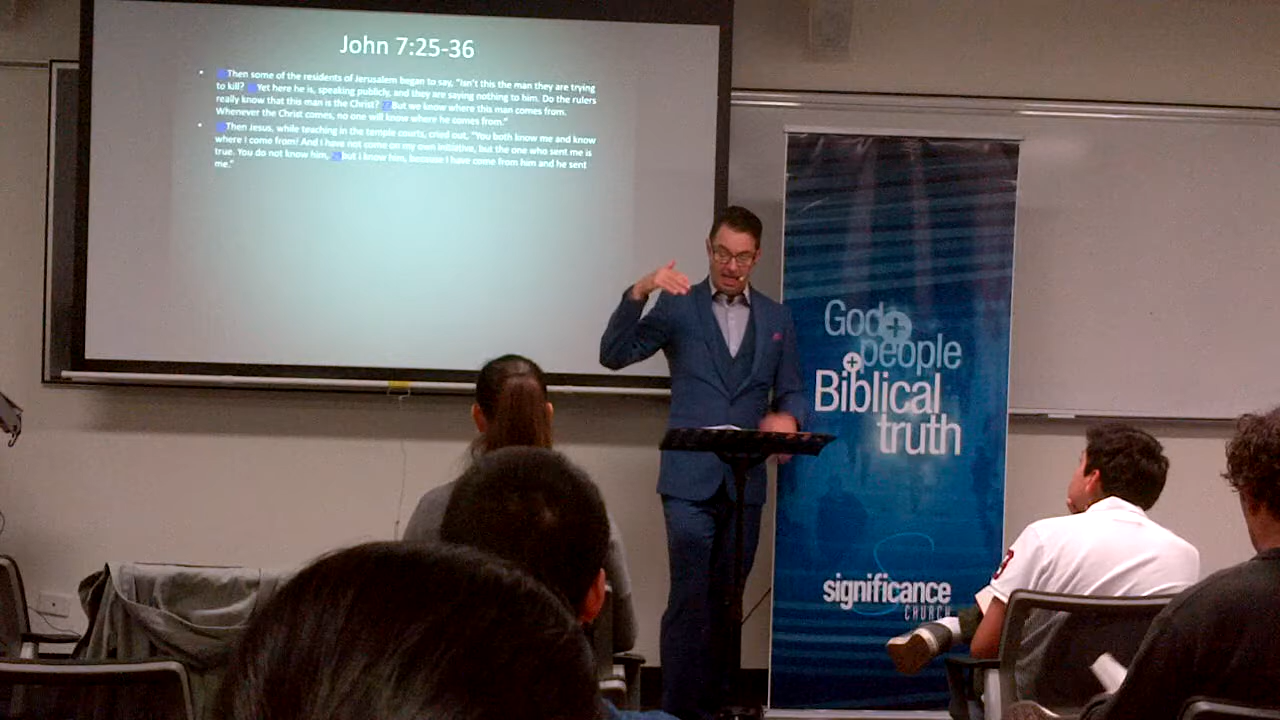 John 7:25-36
• Then some of the residents of Jerusalem began to say, "Isn't this the man they are trying
to kill? Yet here he is, speaking publicly, and they are saying nothing to him. Do the rulers
really know that this man is the Christ? 27 But we know where this man comes from.
Whenever the Christ comes, no one will know where he comes from."
• Then Jesus, while teaching in the temple courts, cried out, "You both know me and know
where I come from! And I have not come on my own initiative, but the one who sent me is
true. You do not know him, 29 but I know him, because I have come from him and he sent
me."
God+
+people
Biblical
truth
significance
CHURCH